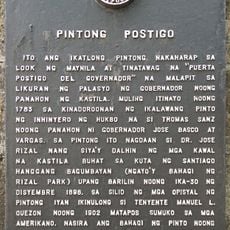 PINTONG POSTIGO
ITO ANG IKATLONG PINTONG NAKAHARAP SA
LOOK NG MAYNILA AT TINATAWAG NA "PUERTA
POSTIGO DEL GOVERNADOR" NA MALAPIT SA
LIKURAN NG PALASYO NG GOBERNADOR NOONG
PANAHON NG KASTILA. MULING ITINAYO NOONG
1783 SA KINAROROONAN NG IKALAWANG PINTO
NG INHINYERO NG HUKBO NA SI THOMAS SANZ
NOONG PANAHON NI GOBERNADOR JOSE BASCO AT
VARGAS. SA PINTONG ITO NAGDAAN SI DR. JOSE
RIZAL NANG SIYA'Y DALHIN NG MGA KAWAL
NA KASTILA BUHAT SA KUTA NG SANTIAGO
HANGGANG BAGUMBAYAN (NGAYO'Y BAHAGI NG
RIZAL PARK) UPANG BARILIN NOONG IKA-30 NG
DISYEMBRE 1896. SA SILID NG MGA OPISYAL NG
PINTONG IYAN IKINULONG SI TENYENTE MANUEL L.
QUEZON NOONG 1902 MATAPOS SUMUKO SA MGA
AMERIKANO. NASIRA ANG BAHAGI NG PINTO NOONG